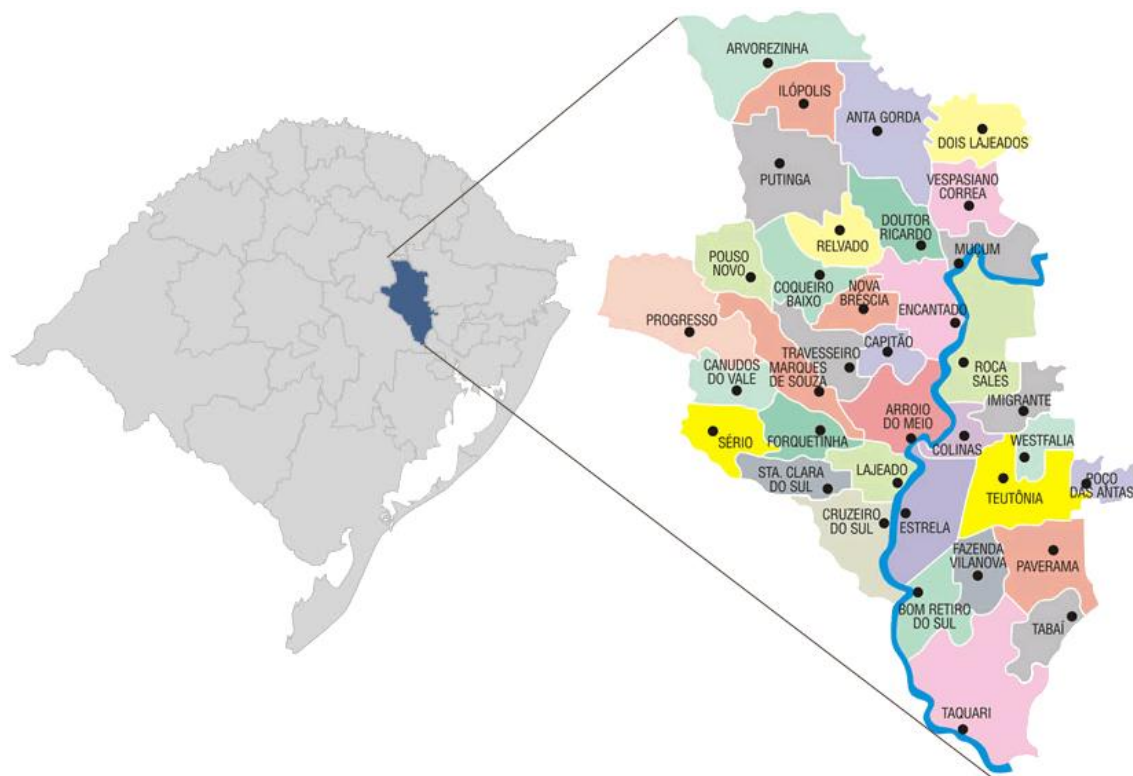 ARVOREZINHA
ILÓPOLIS
ANTA GORDA
DOIS LAJEADOS
PUTINGA
VESPASIANO
CORREA
DOUTOR
RICARDO
RELVADO
MUCUM
POUSO
NOVO
COQUEIRO
BAIXO
NOVA
BRÉSCIA
ENCANTADO
PROGRESSO
CAPITÃO
TRAVESSEIRO
CANUDOS
DO VALE
MARQUES
DE SOUZA
ROCA
SALES
IMIGRANTE
ARROIO
DO MEIO
SÉRIO
FORQUETINHA
COLINAS
WESTFALIA
STA. CLARA
DO SUL
LAJEADO
TEUTÔNIA
POÇO
DAS ANTAS
CRUZEIRO
DO SUL
ESTRELA
FAZENDA
VILANOVA
PAVERAMA
BOM RETIRO
DO SUL
TABAÍ
TAQUARI